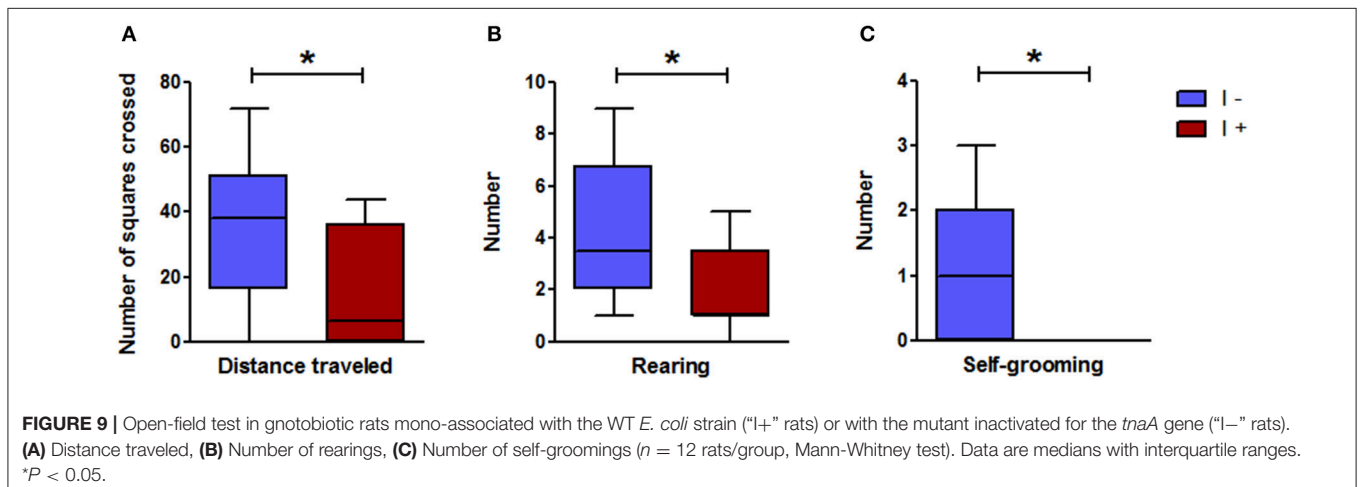 A
B
C
*
*
*
Number of squares crossed
80
60
40
20
0
Distance traveled
Number
10
8
6
4
2
0
Rearing
Number
4
3
2
1
0
Self-grooming
I -
I +
FIGURE 9 | Open-field test in gnotobiotic rats mono-associated with the WT E. coli strain (“I+” rats) or with the mutant inactivated for the tnaA gene (“I−” rats).
(A) Distance traveled, (B) Number of rearings, (C) Number of self-groomings (n = 12 rats/group, Mann-Whitney test). Data are medians with interquartile ranges.
*P < 0.05.